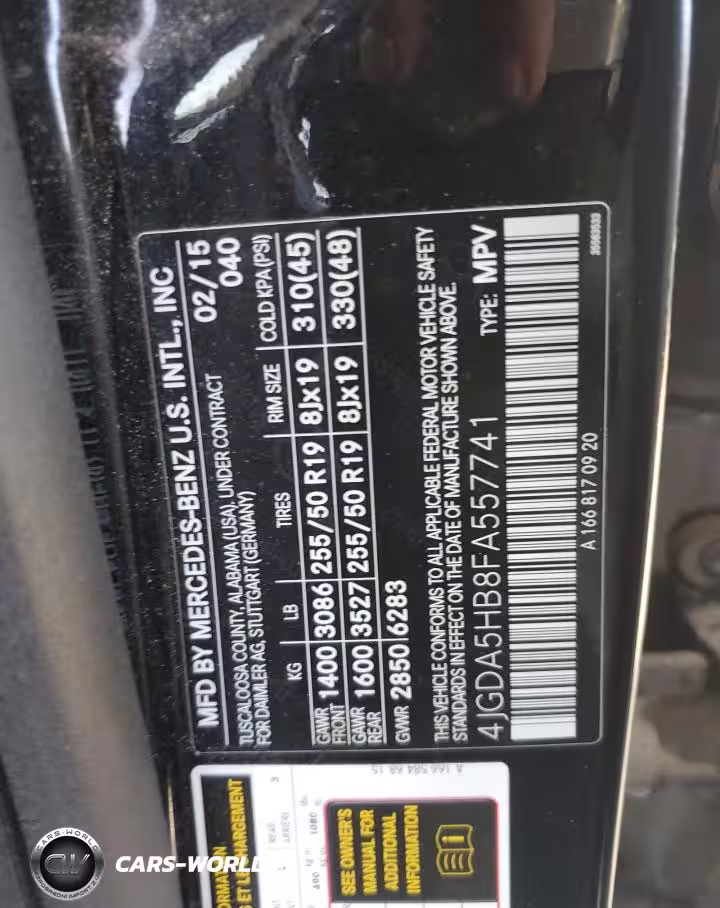 MFD BY MERCEDES-BENZ U.S. INTL., INC
TUSCALOOSA COUNTY, ALABAMA (USA), UNDER CONTRACT 02/15
FOR DAIMLER AG, STUTTGART (GERMANY) 040
KG LB TIRES RIM SIZE COLD KPA (PSI)
GAWR FRONT 1400 3086 255/50 R19 8Jx19 310(45)
GAWR REAR 1600 3527 255/50 R19 8Jx19 330(48)
GVWR 2850 6283
THIS VEHICLE CONFORMS TO ALL APPLICABLE FEDERAL MOTOR VEHICLE SAFETY
STANDARDS IN EFFECT ON THE DATE OF MANUFACTURE SHOWN ABOVE.
4JGDA5HB8FA557741 TYPE: MPV
A 166 817 09 20
SEE OWNER'S
MANUAL FOR
ADDITIONAL
INFORMATION
CARS-WORLD
CW
CARS-WORL